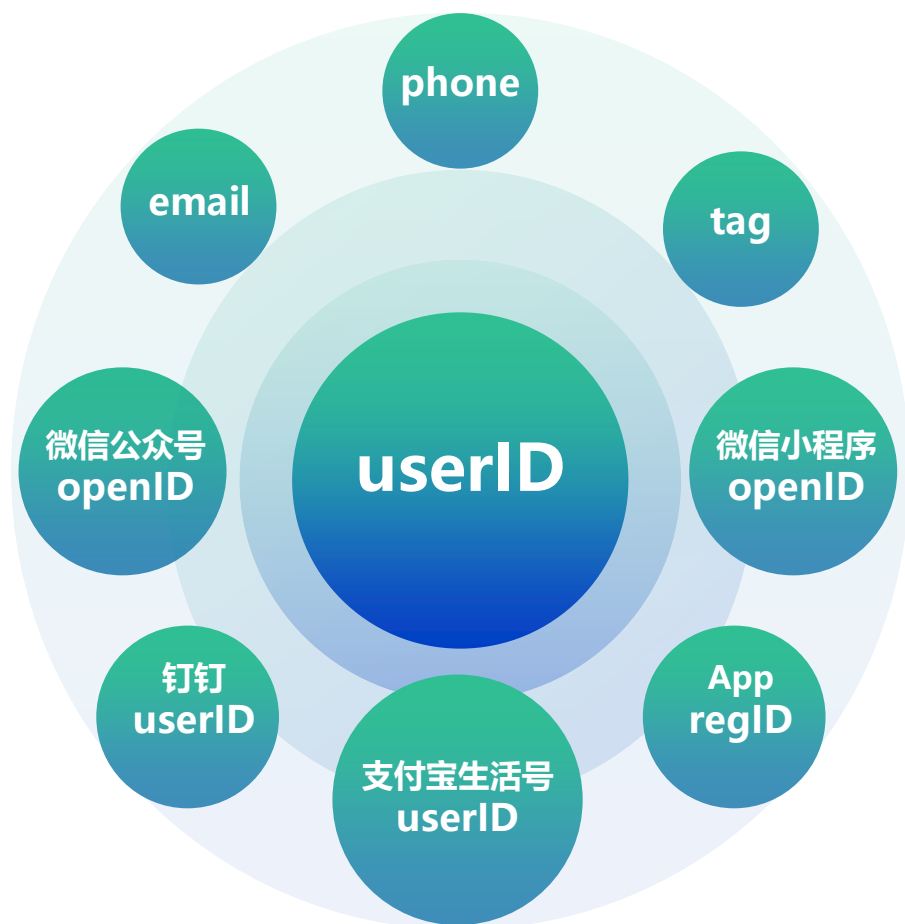 phone
email
tag
微信公众号
openID
userID
微信小程序
openID
钉钉
userID
App
regID
支付宝生活号
userID